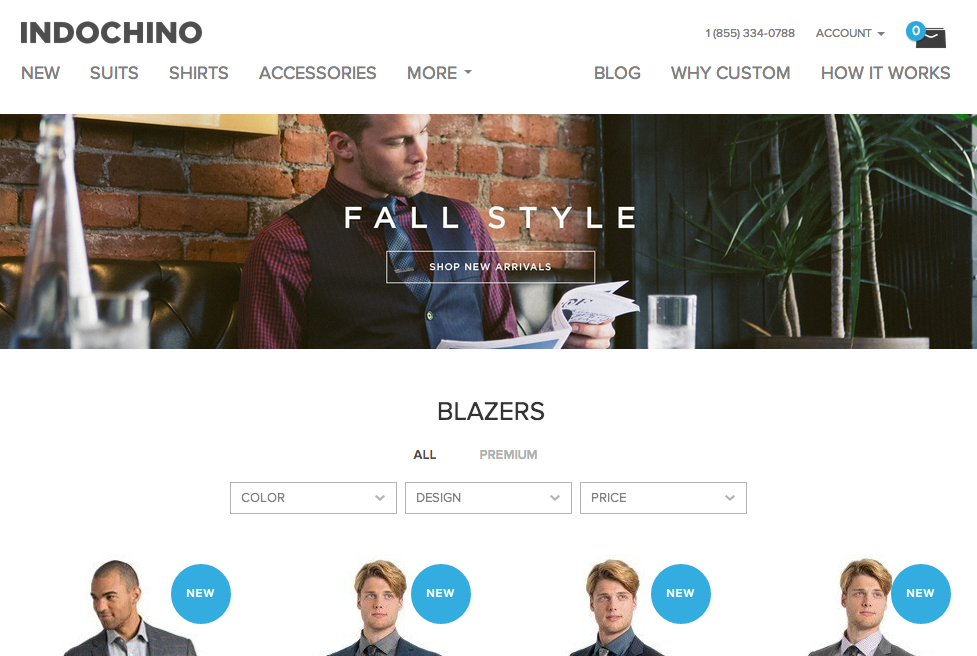 INDOCHINO
1 (855) 334-0788 ACCOUNT 0
NEW SUITS SHIRTS ACCESSORIES MORE BLOG WHY CUSTOM HOW IT WORKS
FALL STYLE
SHOP NEW ARRIVALS
BLAZERS
ALL PREMIUM
COLOR DESIGN PRICE
NEW NEW NEW NEW